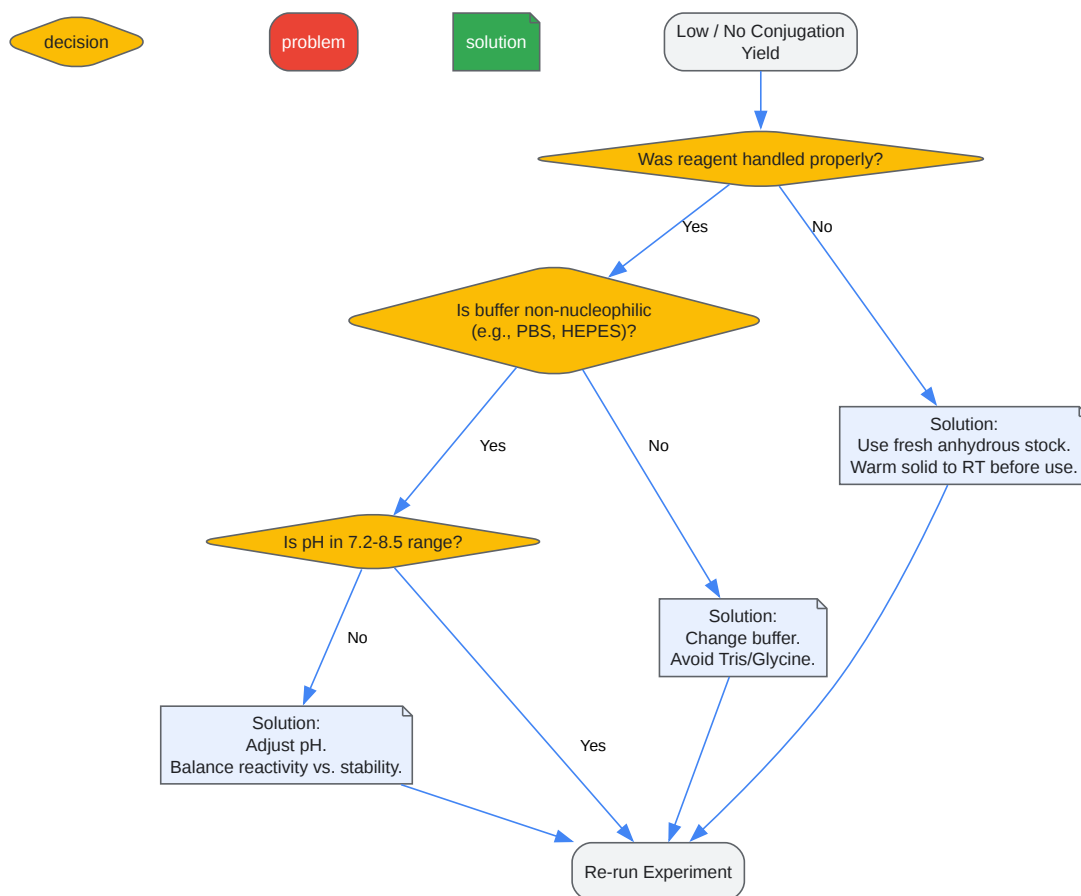 decision
problem
solution
Low / No Conjugation
Yield
Was reagent handled properly?
Yes
No
Is buffer non-nucleophilic
(e.g., PBS, HEPES)?
Solution:
Use fresh anhydrous stock.
Warm solid to RT before use.
Yes
No
Is pH in 7.2-8.5 range?
Solution:
Change buffer.
Avoid Tris/Glycine.
No
Solution:
Adjust pH.
Balance reactivity vs. stability.
Yes
Re-run Experiment